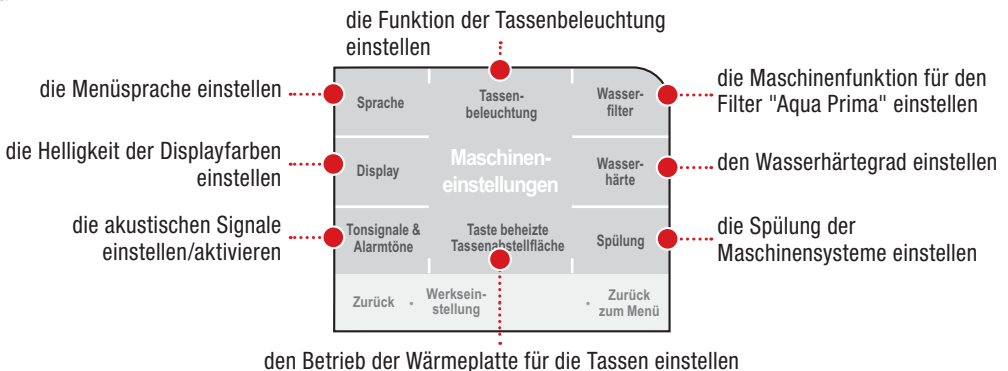 die Funktion der Tassenbeleuchtung
einstellen
die Menüsprache einstellen
die Helligkeit der Displayfarben
einstellen
die akustischen Signale
einstellen/aktivieren
Sprache
Tassen-
beleuchtung
Wasser-
filter
Display
Maschinen-
einstellungen
Wasser-
härte
Tonsignale &
Alarmtöne
Taste beheizte
Tassenabstellfläche
Spülung
Zurück
Werksein-
stellung
Zurück
zum Menü
die Maschinenfunktion für den
Filter "Aqua Prima" einstellen
den Wasserhärtegrad einstellen
die Spülung der
Maschinensysteme einstellen
den Betrieb der Wärmeplatte für die Tassen einstellen